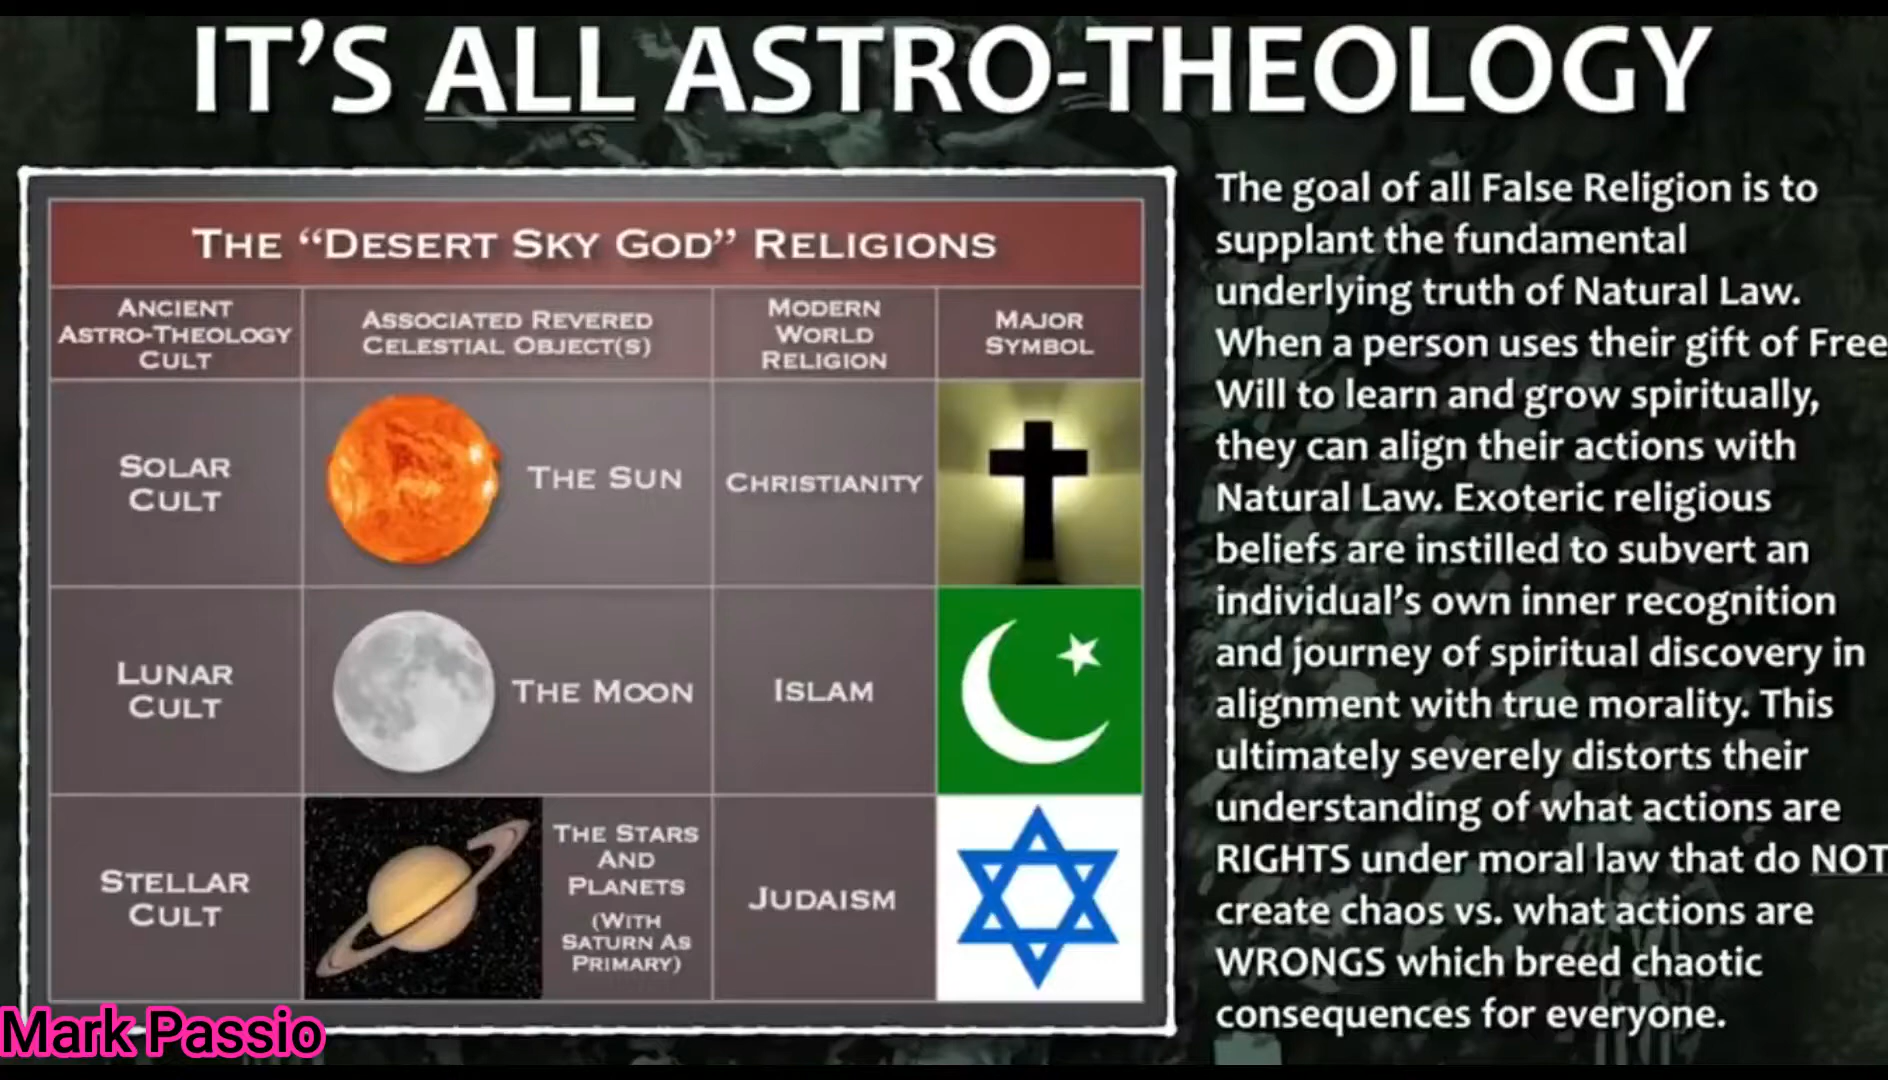 IT'S ALL ASTRO-THEOLOGY
THE "DESERT SKY GOD" RELIGIONS
ANCIENT
ASTRO-THEOLOGY
CULT
ASSOCIATED REVERED
CELESTIAL OBJECT(S)
MODERN
WORLD
RELIGION
MAJOR
SYMBOL
SOLAR
CULT
THE SUN
CHRISTIANITY
LUNAR
CULT
THE MOON
ISLAM
STELLAR
CULT
THE STARS
AND
PLANETS
(WITH
SATURN AS
PRIMARY)
JUDAISM
The goal of all False Religion is to
supplant the fundamental
underlying truth of Natural Law.
When a person uses their gift of Free
Will to learn and grow spiritually,
they can align their actions with
Natural Law. Exoteric religious
beliefs are instilled to subvert an
individual's own inner recognition
and journey of spiritual discovery in
alignment with true morality. This
ultimately severely distorts their
understanding of what actions are
RIGHTS under moral law that do NOT
create chaos vs. what actions are
WRONGS which breed chaotic
consequences for everyone.
Mark Passio